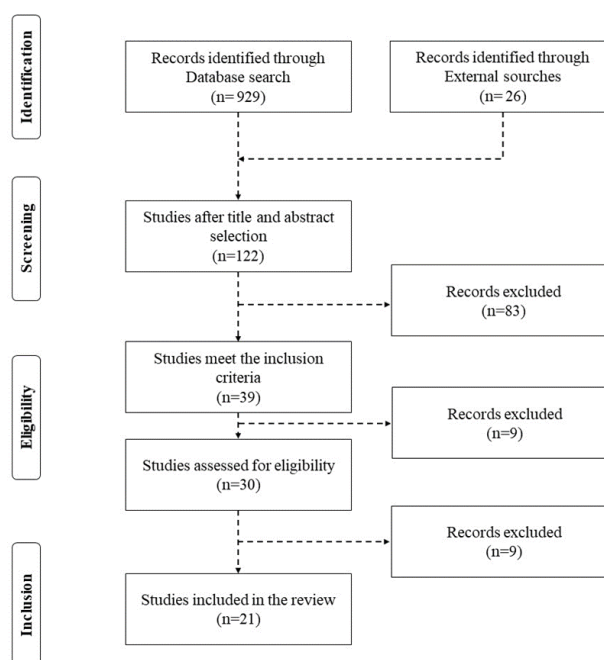 Identification
Records identified through
Database search
(n= 929)
Records identified through
External sourches
(n= 26)
Screening
Studies after title and abstract
selection
(n=122)
Records excluded
(n=83)
Eligibility
Studies meet the inclusion
criteria
(n=39)
Records excluded
(n=9)
Studies assessed for eligibility
(n=30)
Records excluded
(n=9)
Inclusion
Studies included in the review
(n=21)